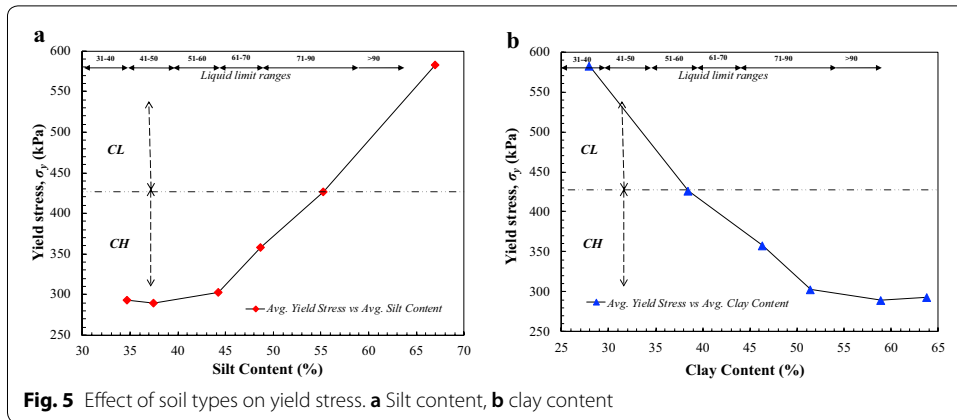 a
600
550
500
450
400
350
300
250
Yield stress, σy (kPa)
31-40 41-50 51-60 61-70 71-90 >90
Liquid limit ranges
CL
CH
Avg. Yield Stress vs Avg. Silt Content
30 35 40 45 50 55 60 65 70
Silt Content (%)
b
600
550
500
450
400
350
300
250
Yield stress, σy (kPa)
31-40 41-50 51-60 61-70 71-90 >90
Liquid limit ranges
CL
CH
Avg. Yield Stress vs Avg. Clay Content
25 30 35 40 45 50 55 60 65
Clay Content (%)
Fig. 5 Effect of soil types on yield stress. a Silt content, b clay content